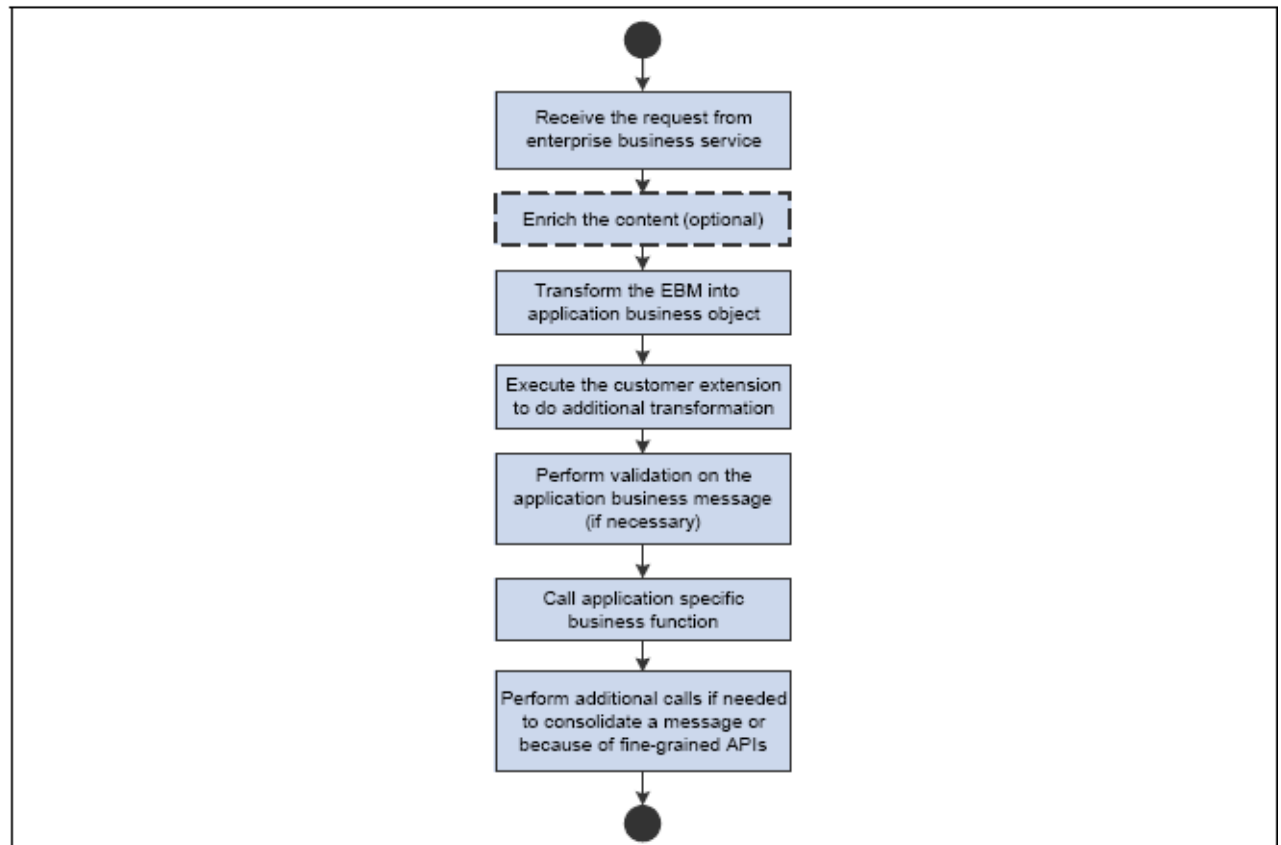 Receive the request from
enterprise business service
Enrich the content (optional)
Transform the EBM into
application business object
Execute the customer extension
to do additional transformation
Perform validation on the
application business message
(if necessary)
Call application specific
business function
Perform additional calls if needed
to consolidate a message or
because of fine-grained APIs